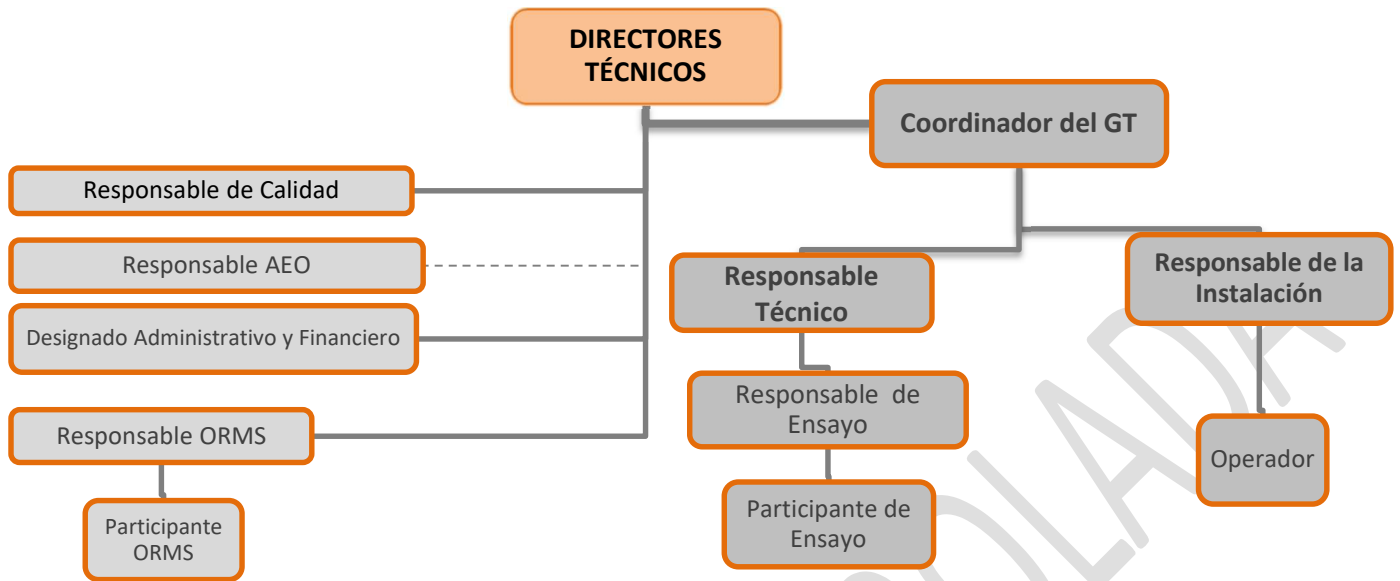 DIRECTORES
TÉCNICOS
Coordinador del GT
Responsable de Calidad
Responsable AEO
Designado Administrativo y Financiero
Responsable ORMS
Participante
ORMS
Responsable
Técnico
Responsable de
Ensayo
Participante de
Ensayo
Responsable de la
Instalación
Operador